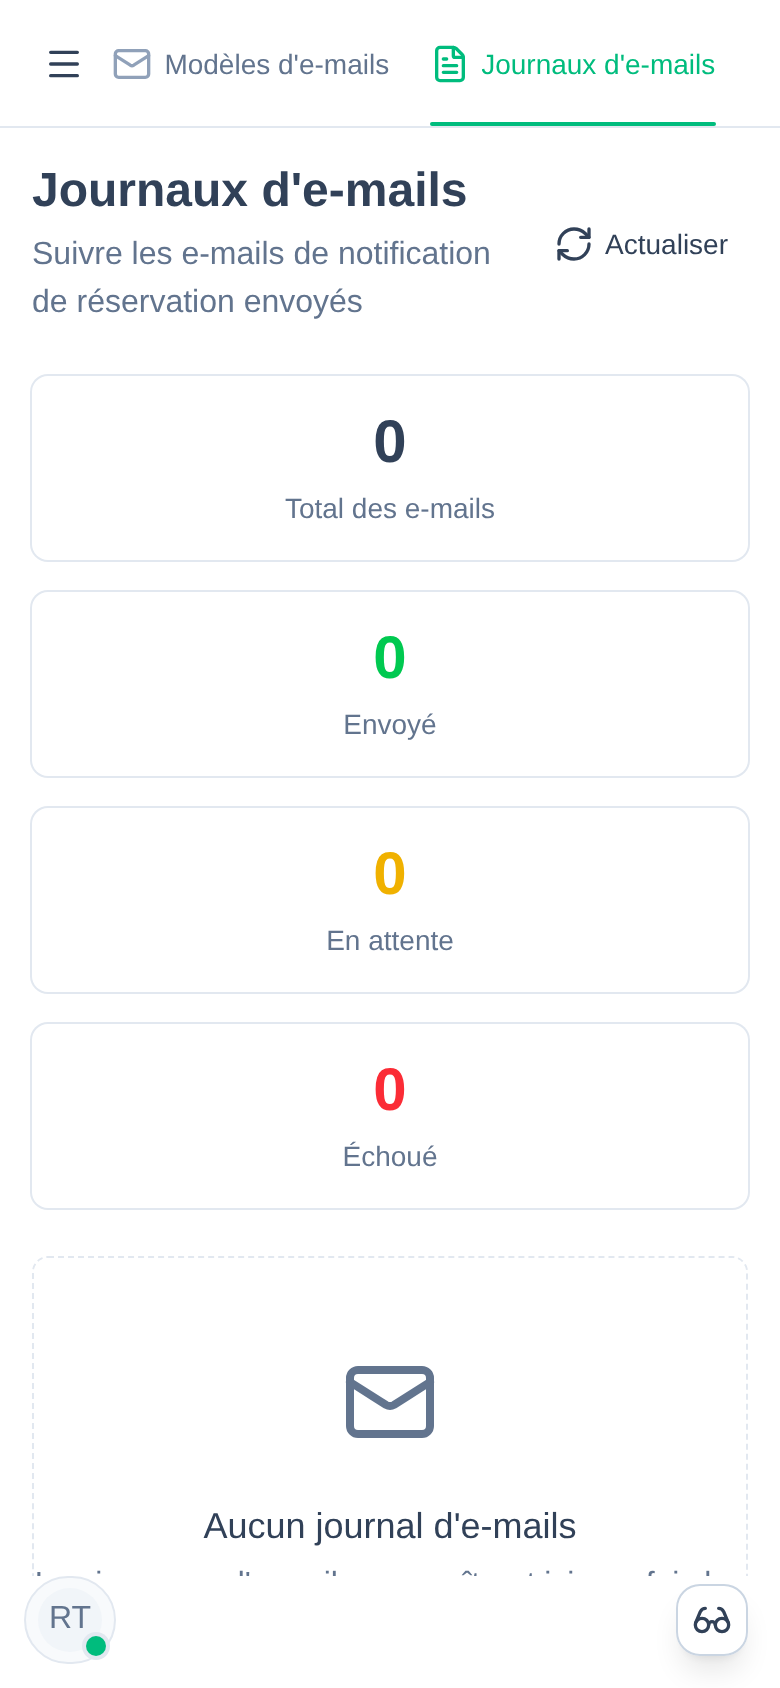 Modèles d'e-mails
Journaux d'e-mails
Journaux d'e-mails
Suivre les e-mails de notification
de réservation envoyés
Actualiser
0
Total des e-mails
0
Envoyé
0
En attente
0
Échoué
Aucun journal d'e-mails
RT